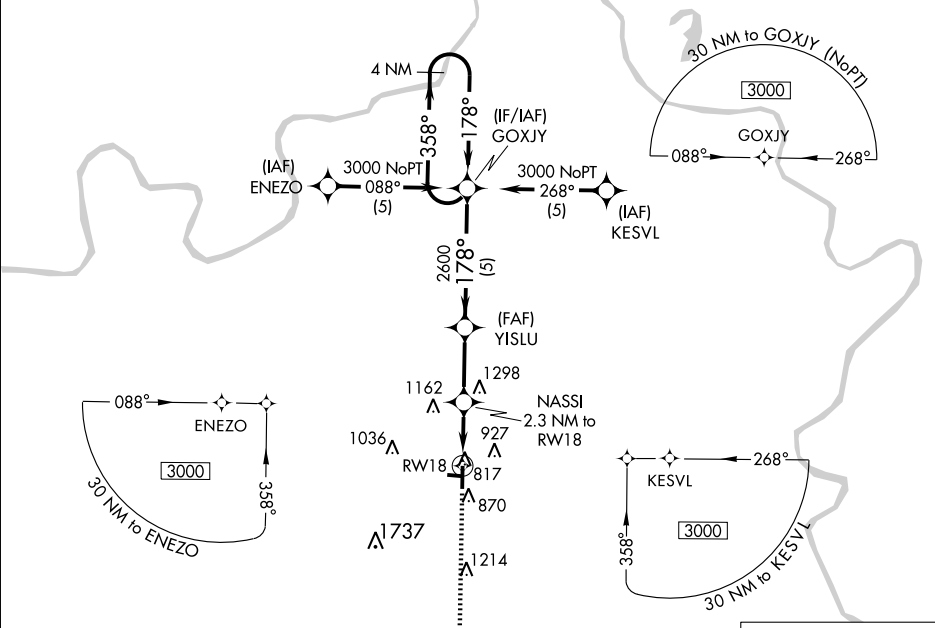 30 NM to GOXJY (NoPT)
3000
GOXJY
088°
268°
4 NM
358°
178°
(IF/IAF)
GOXJY
(IAF)
ENEZO
3000 NoPT
088°
(5)
3000 NoPT
268°
(5)
(IAF)
KESVL
2600
178°
(5)
(FAF)
YISLU
1298
1162
NASSI
2.3 NM to
RW18
1036
927
RW18
817
870
1737
1214
088°
ENEZO
3000
358°
30 NM to ENEZO
268°
KESVL
3000
358°
30 NM to KESVL